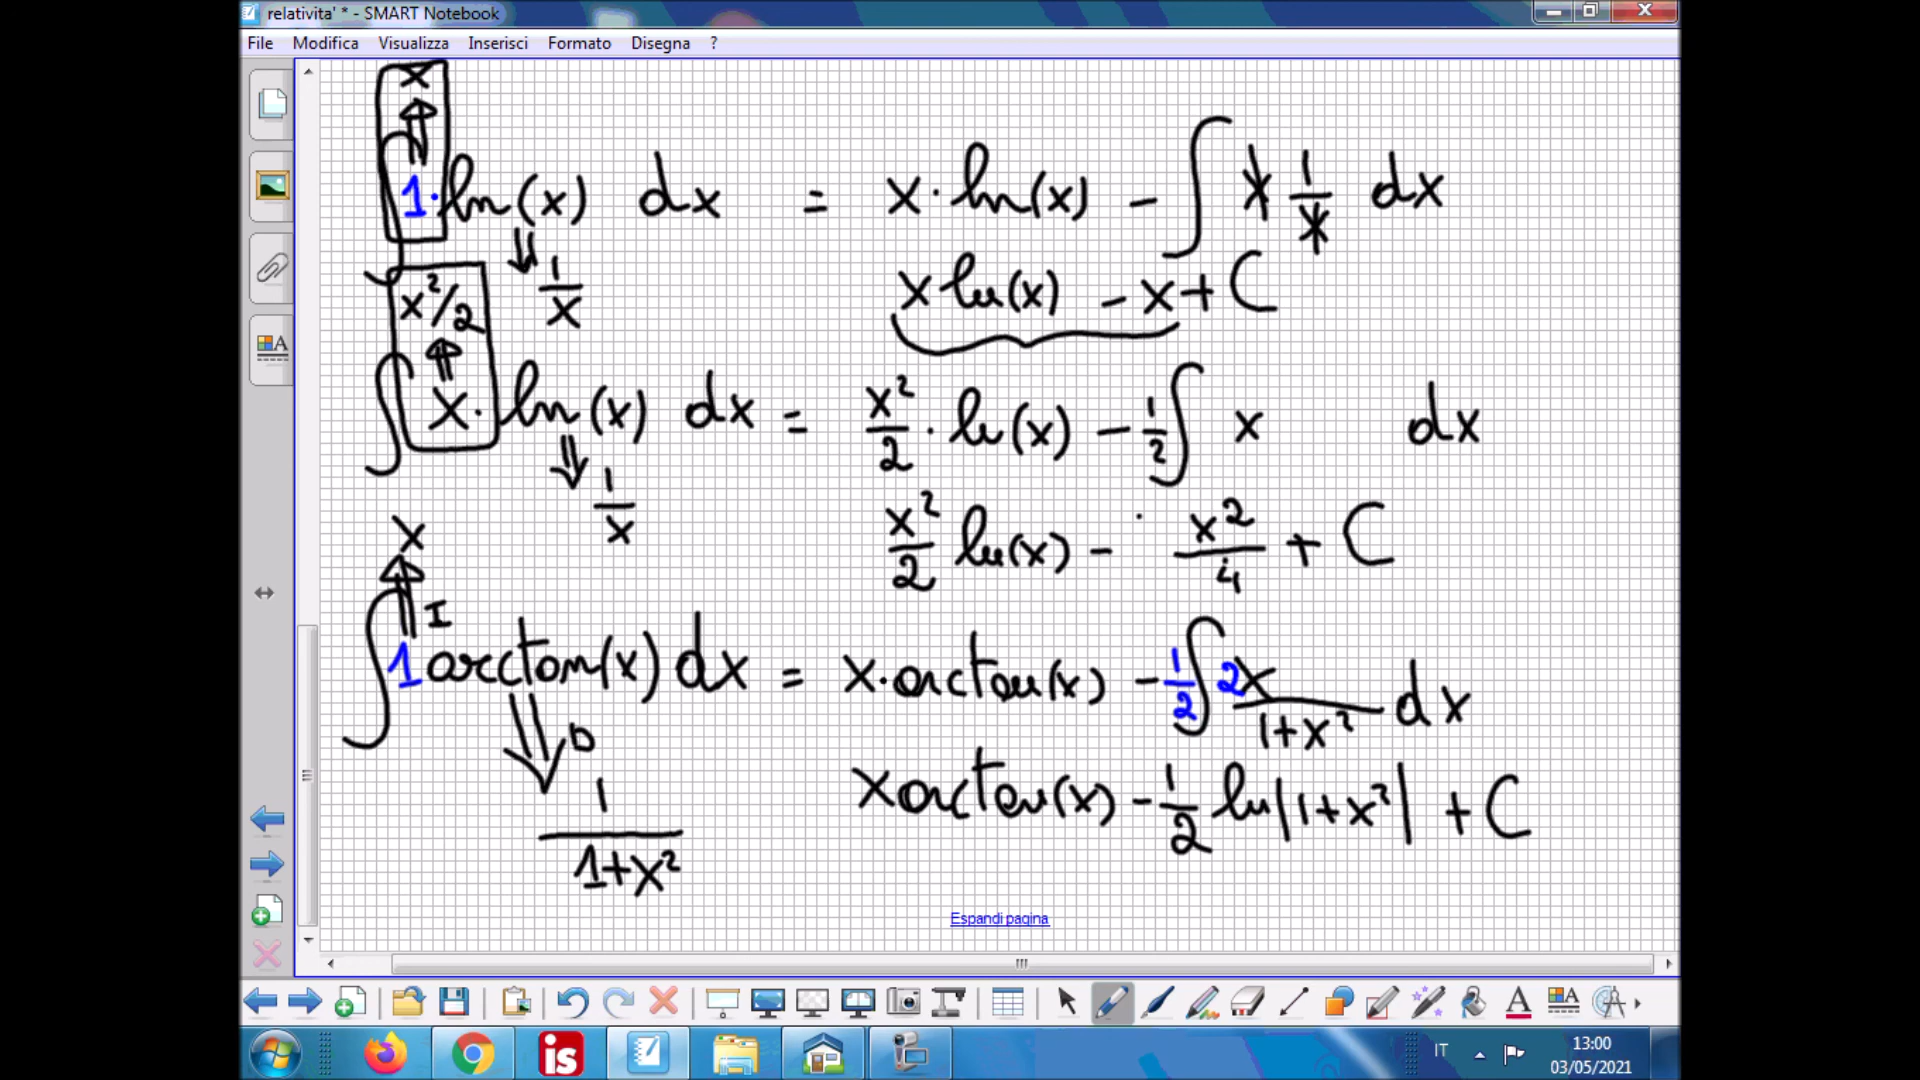 relativita' * - SMART Notebook
File Modifica Visualizza Inserisci Formato Disegna ?
x
1·ln(x) dx = x·ln(x) - ∫ x 1/x dx
1/x
x ln(x) - x + C
x²/2
∫ x· ln(x) dx = x²/2 · ln(x) - 1/2 ∫ x dx
1/x
x²/2 ln(x) - x²/4 + C
x
I
∫ 1 arctan(x) dx = x·arctan(x) - 1/2 ∫ 2x/1+x² dx
D
1/1+x²
x arctan(x) - 1/2 ln|1+x²| + C
Espandi pagina
is
IT
13:00
03/05/2021